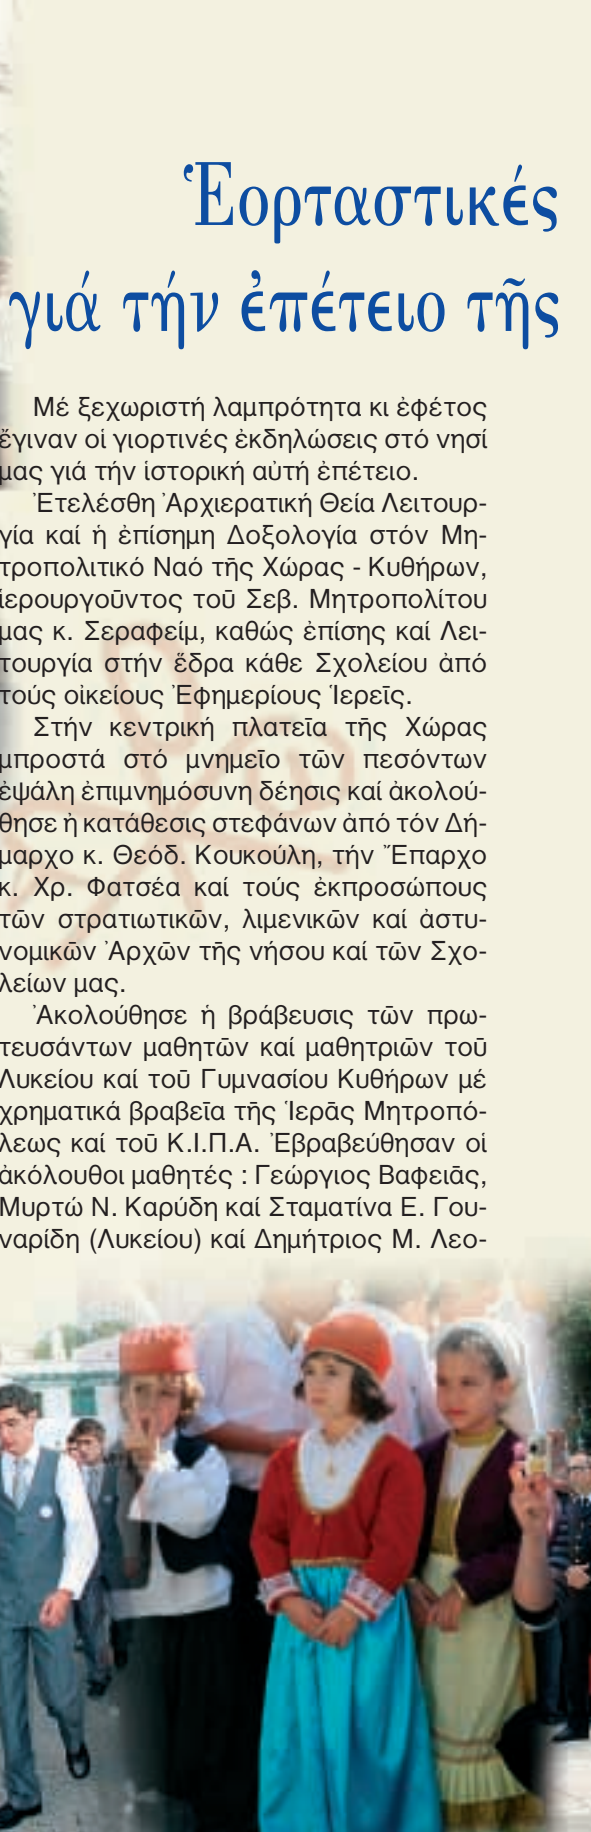 Ἑορταστικές
γιά τήν ἐπέτειο τῆς
Μέ ξεχωριστή λαμπρότητα κι ἐφέτος
ἔγιναν οἱ γιορτινές ἐκδηλώσεις στό νησί
μας γιά τήν ἱστορική αὐτή ἐπέτειο.
Ἐτελέσθη Ἀρχιερατική Θεία Λειτουρ-
γία καί ἡ ἐπίσημη Δοξολογία στόν Μη-
τροπολιτικό Ναό τῆς Χώρας - Κυθήρων,
ἱερουργοῦντος τοῦ Σεβ. Μητροπολίτου
μας κ. Σεραφείμ, καθώς ἐπίσης καί Λει-
τουργία στήν ἕδρα κάθε Σχολείου ἀπό
τούς οἰκείους Ἐφημερίους Ἱερεῖς.
Στήν κεντρική πλατεῖα τῆς Χώρας
μπροστά στό μνημεῖο τῶν πεσόντων
ἐψάλη ἐπιμνημόσυνη δέησις καί ἀκολού-
θησε ἡ κατάθεσις στεφάνων ἀπό τόν Δή-
μαρχο κ. Θεόδ. Κουκούλη, τήν Ἔπαρχο
κ. Χρ. Φατσέα καί τούς ἐκπροσώπους
τῶν στρατιωτικῶν, λιμενικῶν καί ἀστυ-
νομικῶν Ἀρχῶν τῆς νήσου καί τῶν Σχο-
λείων μας.
Ἀκολούθησε ἡ βράβευσις τῶν πρω-
τευσάντων μαθητῶν καί μαθητριῶν τοῦ
Λυκείου καί τοῦ Γυμνασίου Κυθήρων μέ
χρηματικά βραβεῖα τῆς Ἱερᾶς Μητροπό-
λεως καί τοῦ Κ.Ι.Π.Α. Ἐβραβεύθησαν οἱ
ἀκόλουθοι μαθητές : Γεώργιος Βαφειᾶς,
Μυρτώ Ν. Καρύδη καί Σταματίνα Ε. Γου-
ναρίδη (Λυκείου) καί Δημήτριος Μ. Λεο-